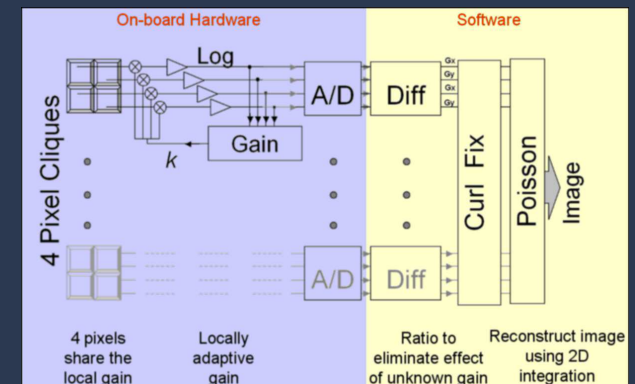 On-board Hardware
Software
4 Pixel Cliques
Log
Gain
k
A/D
Diff
Gx
Gy
Gx
Gy
Curl Fix
Poisson
Image
A/D
Diff
4 pixels
share the
local gain
Locally
adaptive
gain
Ratio to
eliminate effect
of unknown gain
Reconstruct image
using 2D
integration